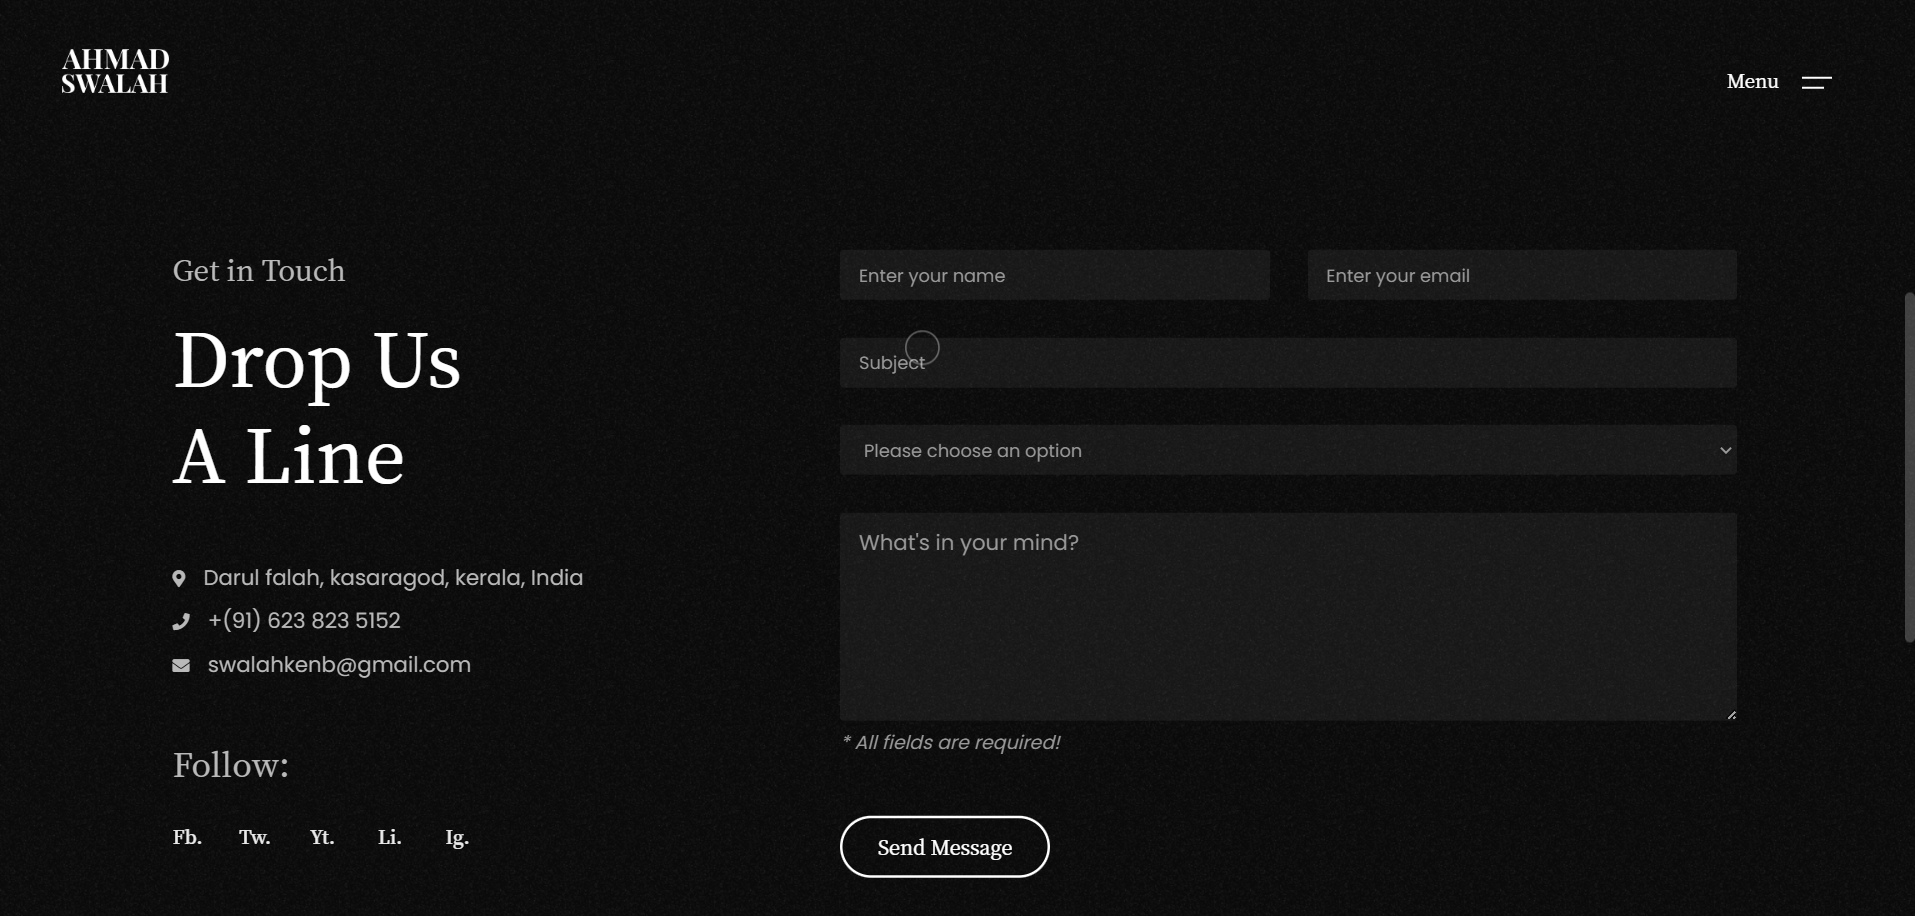 AHMAD
SWALAH
Menu
Get in Touch
Drop Us
A Line
Darul falah, kasaragod, kerala, India
+(91) 623 823 5152
swalahkenb@gmail.com
Follow:
Fb. Tw. Yt. Li. Ig.
Enter your name
Enter your email
Subject
Please choose an option
What's in your mind?
* All fields are required!
Send Message